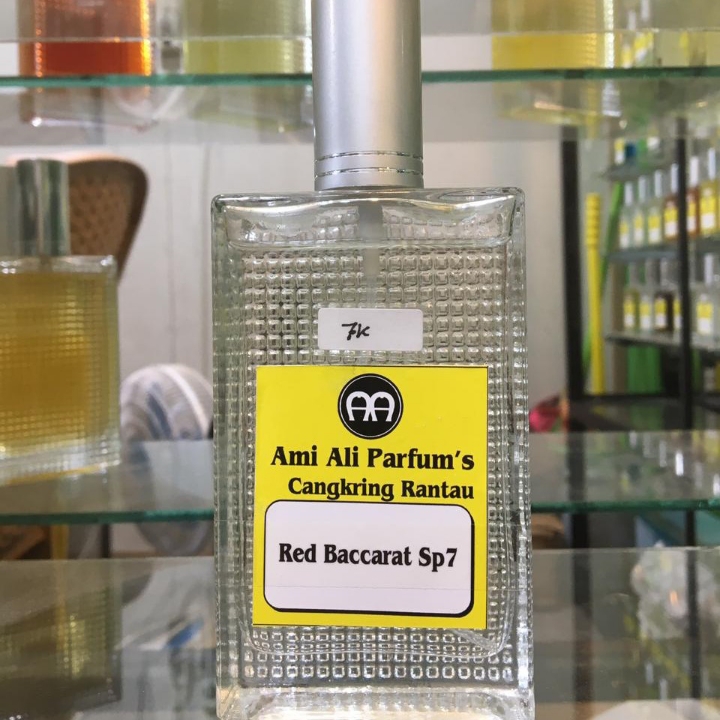 7K
AA
Ami Ali Parfum's
Cangkring Rantau
Red Baccarat Sp7